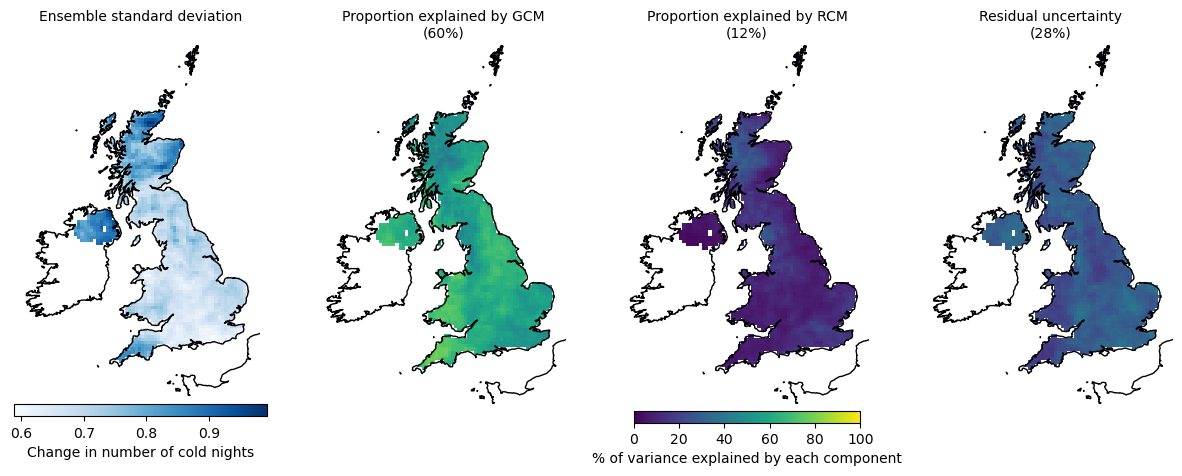 Ensemble standard deviation
Proportion explained by GCM
(60%)
Proportion explained by RCM
(12%)
Residual uncertainty
(28%)
0.6 0.7 0.8 0.9
Change in number of cold nights
0 20 40 60 80 100
% of variance explained by each component